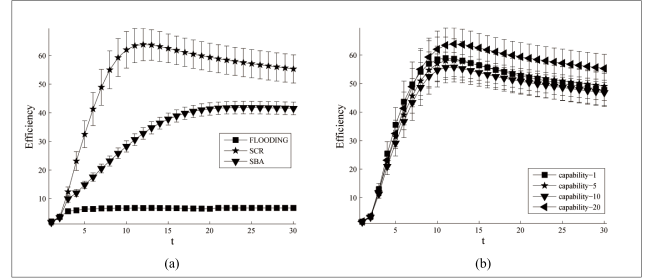 60
50
40
30
20
10
Efficiency
5
10
15
20
25
30
t
FLOODING
SCR
SBA
(a)
60
50
40
30
20
10
Efficiency
5
10
15
20
25
30
t
capability−1
capability−5
capability−10
capability−20
(b)